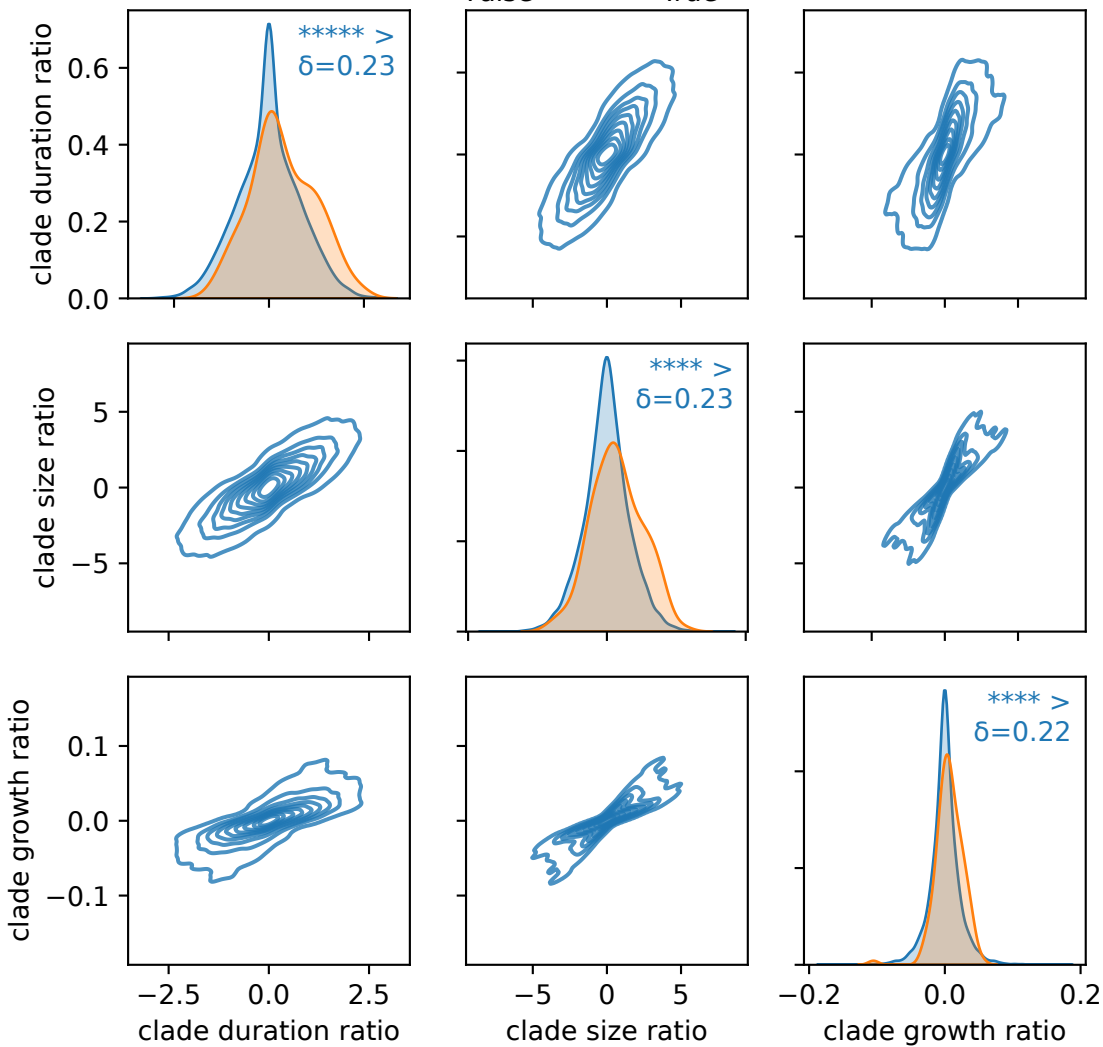 ***** >
δ=0.23
clade duration ratio
0.6
0.4
0.2
0.0
**** >
δ=0.23
clade size ratio
5
0
−5
**** >
δ=0.22
clade growth ratio
0.1
0.0
−0.1
−2.5 0.0 2.5
−5 0 5
−0.2 0.0 0.2
clade duration ratio
clade size ratio
clade growth ratio